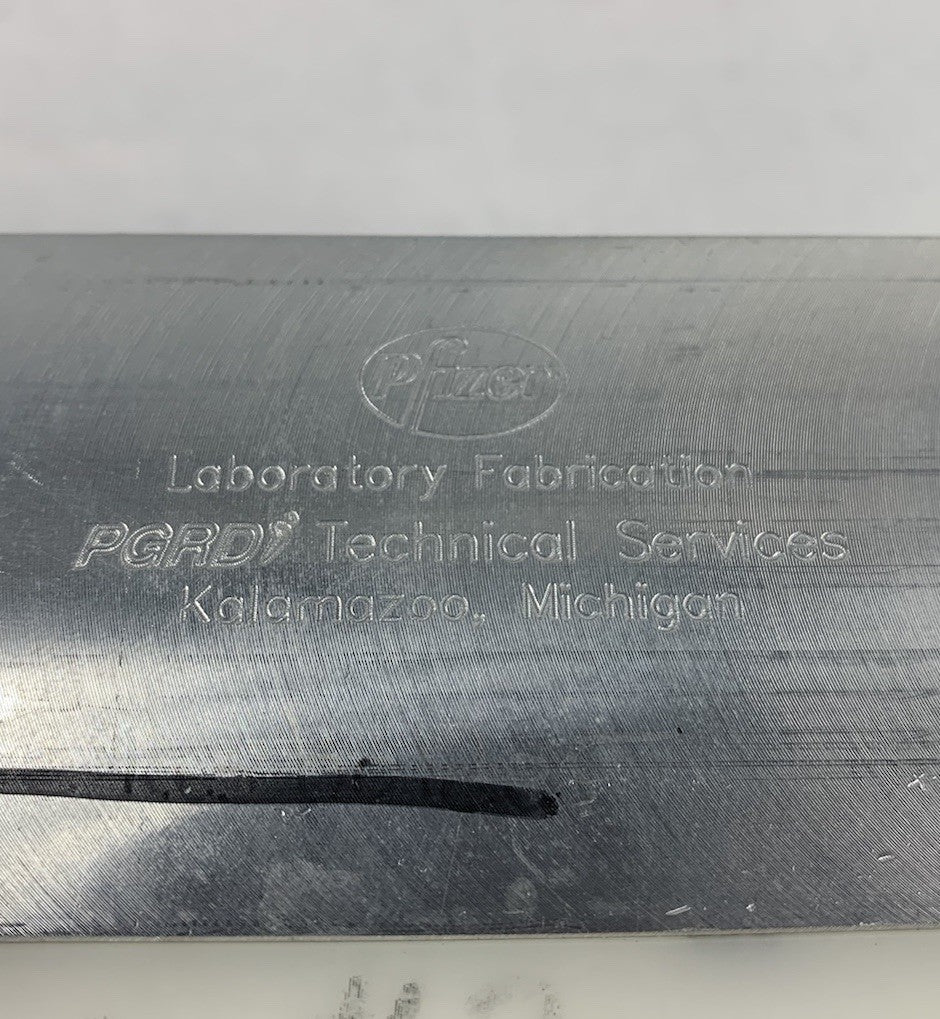 Pfizer
Laboratory Fabrication
PGRD Technical Services
Kalamazoo, Michigan